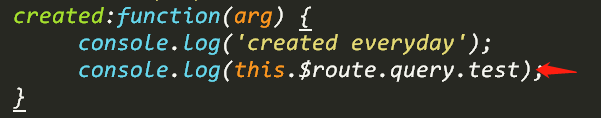 created:function(arg) {
console.log('created everyday');
console.log(this.$route.query.test);
}